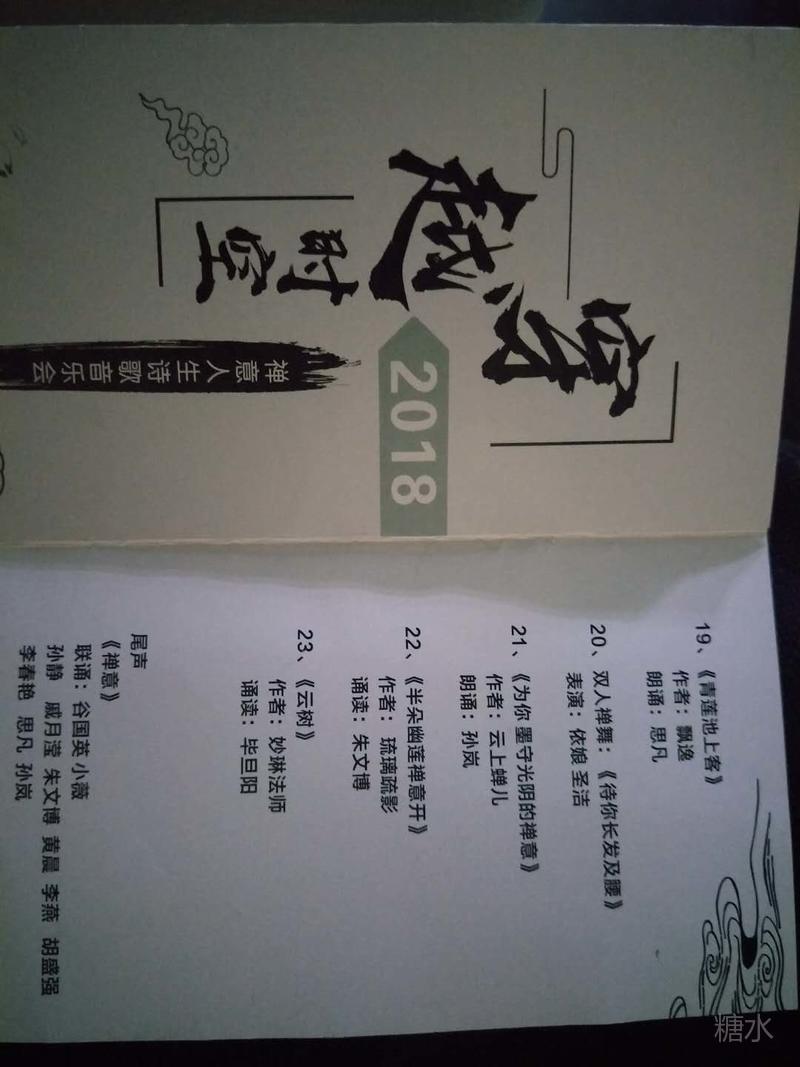 穿越
时空
2018
禅意人生诗歌音乐会
19、《青莲池上客》
作者：飘逸
朗诵：思凡
20、双人禅舞：《待你长发及腰》
表演：依娘 圣洁
21、《为你 墨守光阴的禅意》
作者：云上蝉儿
朗诵：孙岚
22、《半朵幽莲禅意开》
作者：琉璃疏影
诵读：朱文博
23、《云树》
作者：妙琳法师
诵读：毕旦阳
尾声
《禅意》
联诵：谷国英 小薇
孙静 戚月滢 朱文博 黄晨 李燕 胡盛强
李春艳 思凡 孙岚
糖水